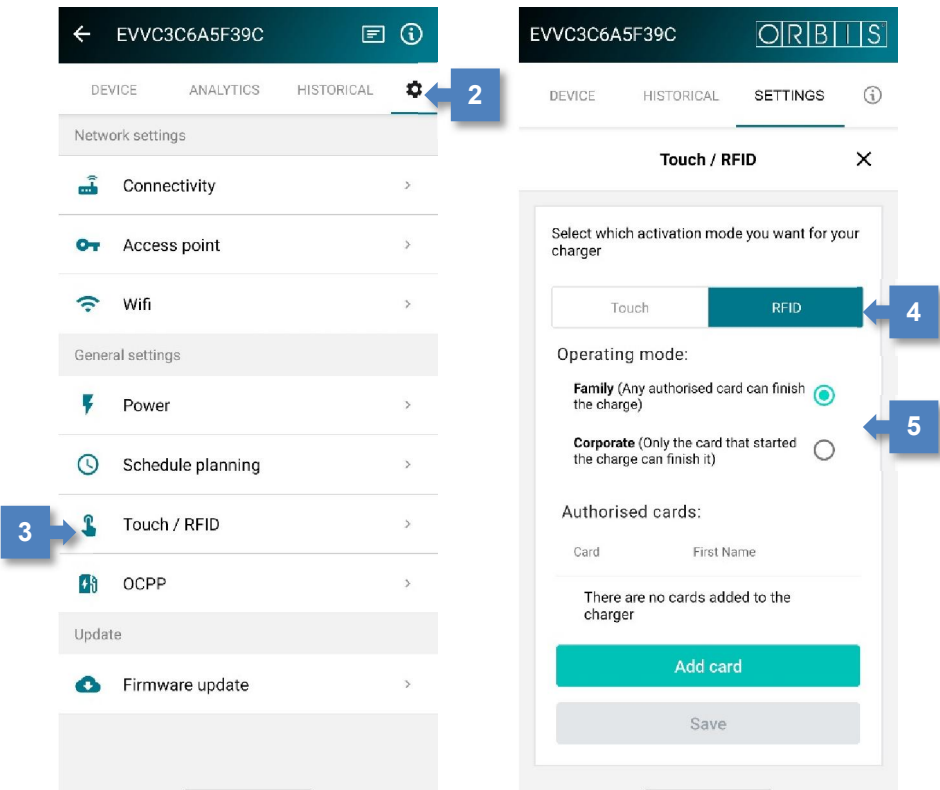 EVVC3C6A5F39C
DEVICE ANALYTICS HISTORICAL
2
Network settings
Connectivity
Access point
Wifi
General settings
Power
Schedule planning
3
Touch / RFID
OCPP
Update
Firmware update
EVVC3C6A5F39C ORBIS
DEVICE HISTORICAL SETTINGS
Touch / RFID
Select which activation mode you want for your
charger
Touch RFID
4
Operating mode:
Family (Any authorised card can finish
the charge)
5
Corporate (Only the card that started
the charge can finish it)
Authorised cards:
Card First Name
There are no cards added to the
charger
Add card
Save